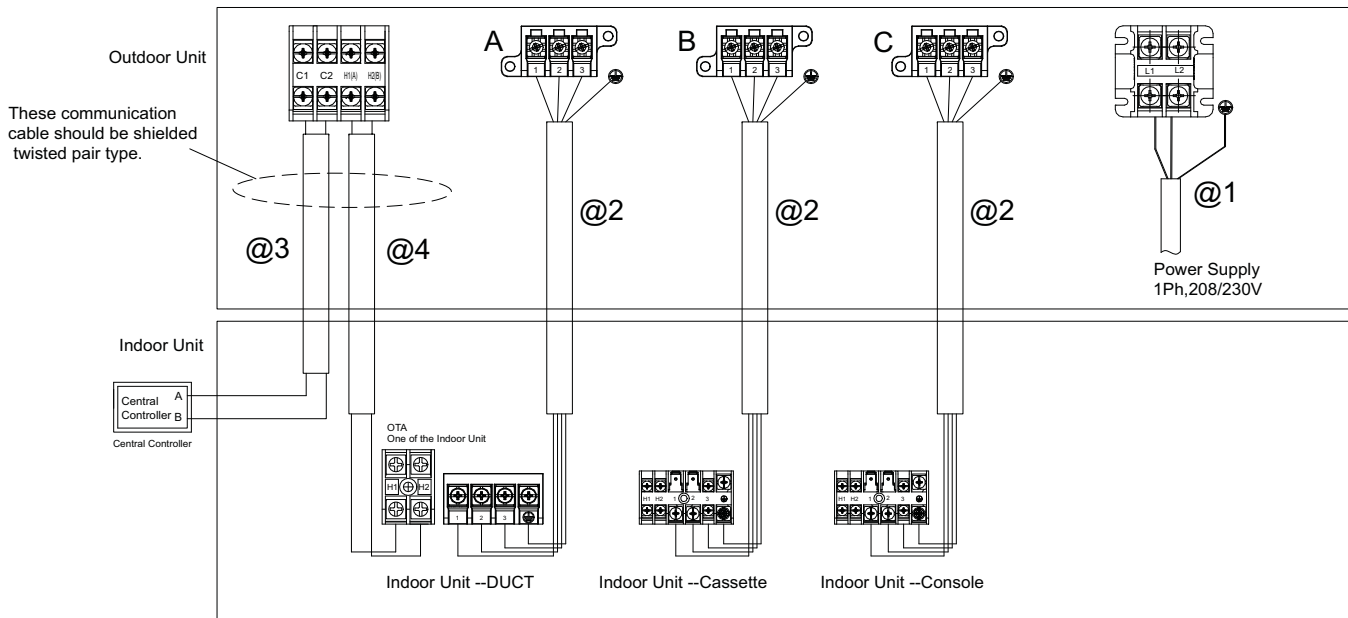 Outdoor Unit
These communication
cable should be shielded
twisted pair type.
C1 C2 H1(A) H2(B)
A
1 2 3
B
1 2 3
C
1 2 3
L1 L2
@3
@4
@2
@2
@2
@1
Power Supply
1Ph,208/230V
Indoor Unit
Central
Controller
A
B
Central Controller
OTA
One of the Indoor Unit
H1 H2
1 2 3
H1 H2 1 2 3
H1 H2 1 2 3
Indoor Unit --DUCT
Indoor Unit --Cassette
Indoor Unit --Console